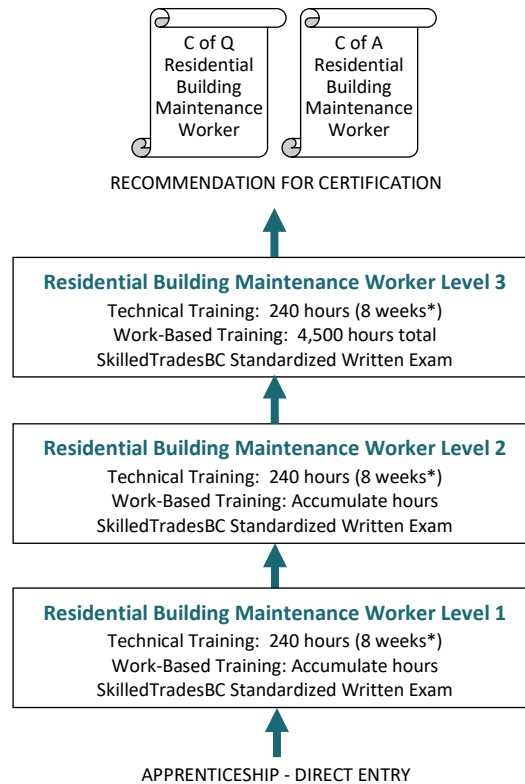 C of Q
Residential
Building
Maintenance
Worker
C of A
Residential
Building
Maintenance
Worker
RECOMMENDATION FOR CERTIFICATION
Residential Building Maintenance Worker Level 3
Technical Training:  240 hours (8 weeks*)
Work-Based Training:  4,500 hours total
SkilledTradesBC Standardized Written Exam
Residential Building Maintenance Worker Level 2
Technical Training:  240 hours (8 weeks*)
Work-Based Training: Accumulate hours
SkilledTradesBC Standardized Written Exam
Residential Building Maintenance Worker Level 1
Technical Training:  240 hours (8 weeks*)
Work-Based Training: Accumulate hours
SkilledTradesBC Standardized Written Exam
APPRENTICESHIP - DIRECT ENTRY